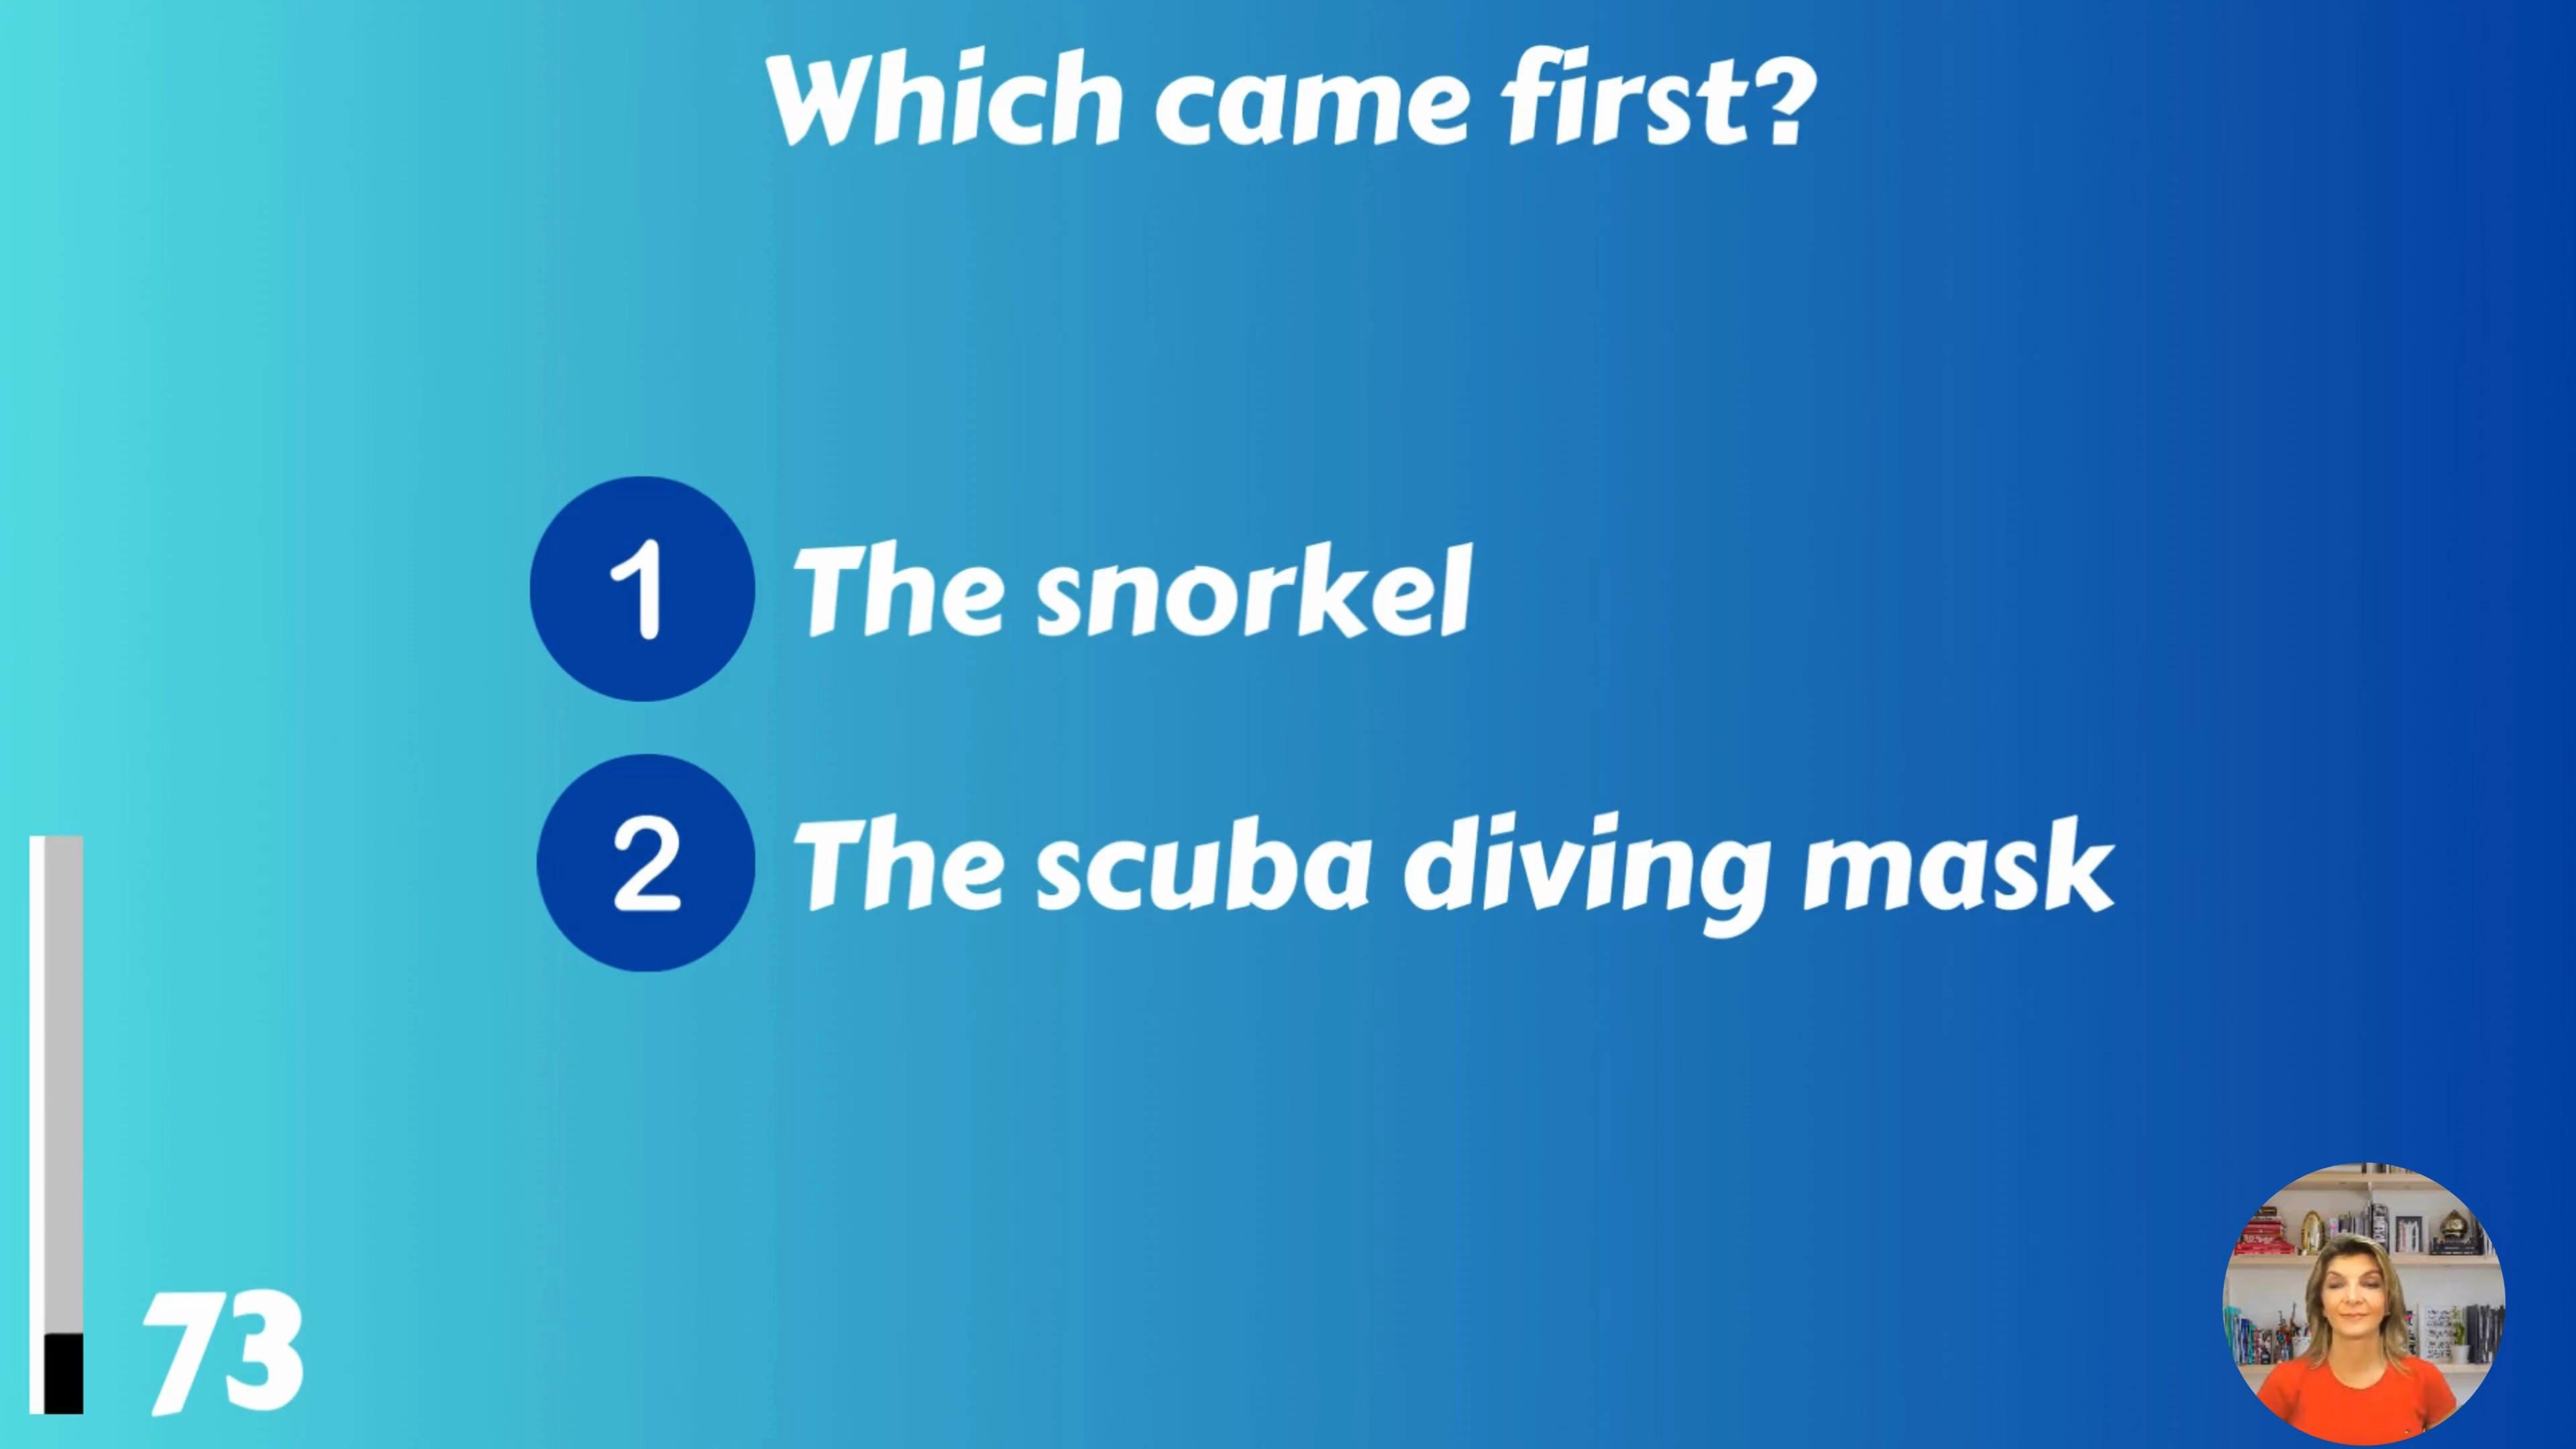 Which came first?
1 The snorkel
2 The scuba diving mask
73